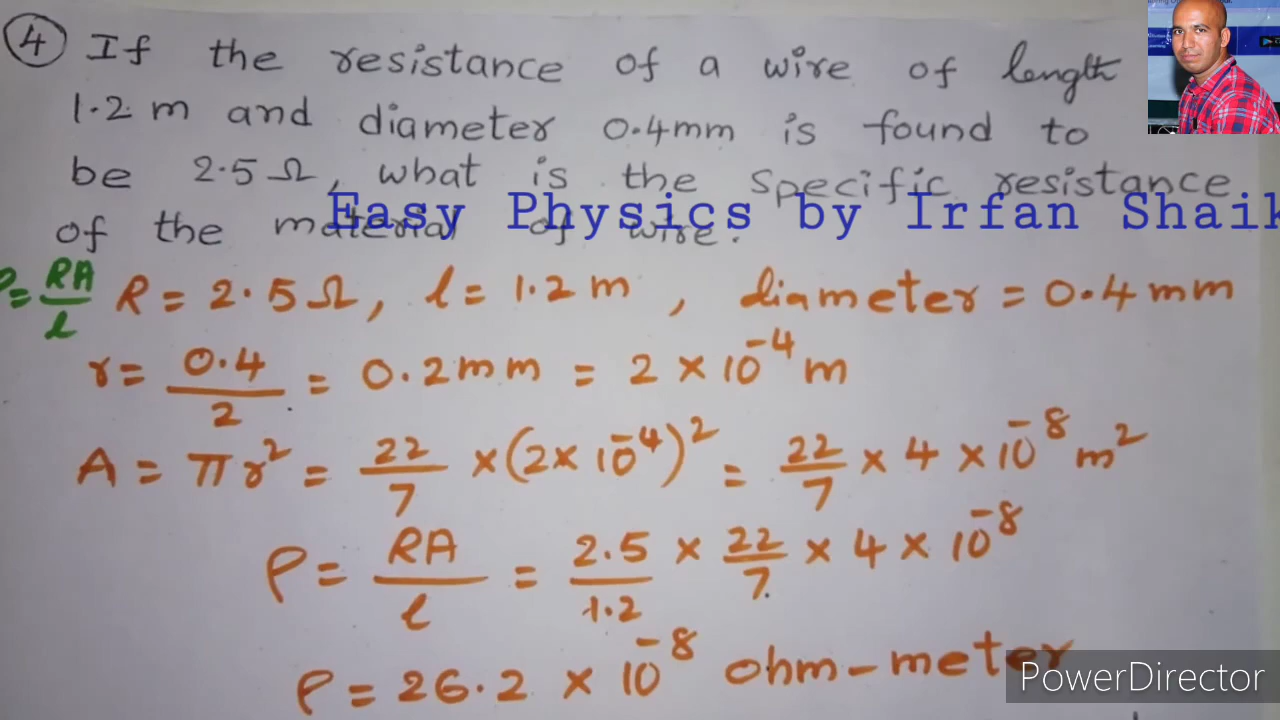 ④ If the resistance of a wire of length
1.2 m and diameter 0.4mm is found to
be 2.5 Ω, what is the specific resistance
of the material of wire.
Easy Physics by Irfan Shaik
ρ = RA/l R = 2.5Ω, l = 1.2 m, diameter = 0.4 mm
r = 0.4/2 = 0.2 mm = 2 × 10⁻⁴ m
A = πr² = 22/7 × (2 × 10⁻⁴)² = 22/7 × 4 × 10⁻⁸ m²
ρ = RA/l = 2.5/1.2 × 22/7 × 4 × 10⁻⁸
ρ = 26.2 × 10⁻⁸ ohm-meter
PowerDirector